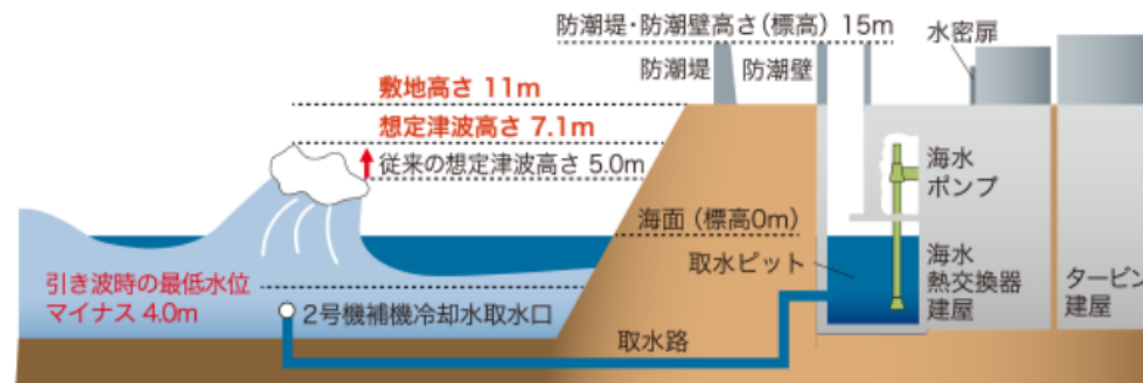 防潮堤・防潮壁高さ（標高） 15m
水密扉
防潮堤
防潮壁
敷地高さ 11m
想定津波高さ 7.1m
従来の想定津波高さ 5.0m
海水
ポンプ
海面（標高0m）
取水ピット
海水
熱交換器
建屋
タービン
建屋
引き波時の最低水位
マイナス 4.0m
2号機補機冷却水取水口
取水路